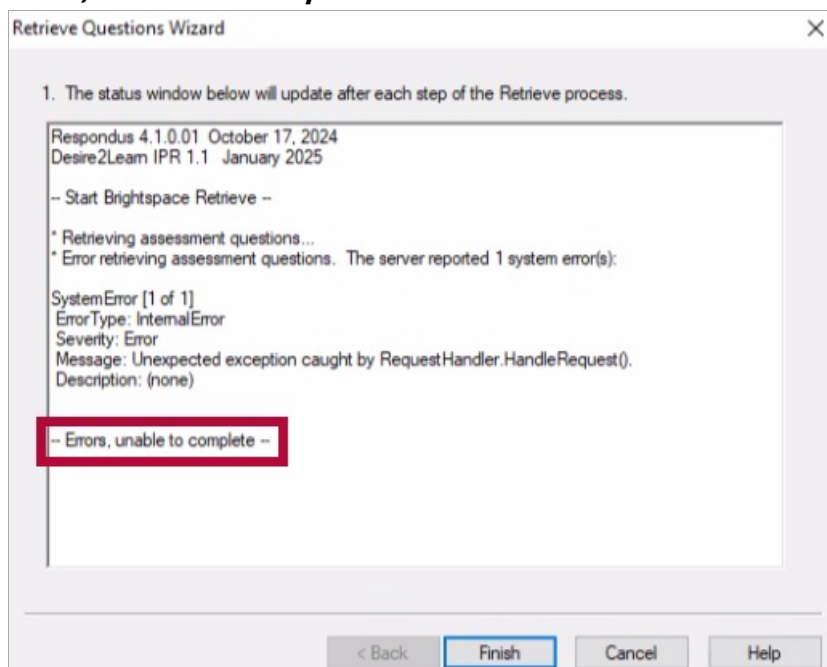 Retrieve Questions Wizard
1. The status window below will update after each step of the Retrieve process.
Respondus 4.1.0.01 October 17, 2024
Desire2Learn IPR 1.1 January 2025
-- Start Brightspace Retrieve --
* Retrieving assessment questions...
* Error retrieving assessment questions. The server reported 1 system error(s):
SystemError [1 of 1]
ErrorType: InternalError
Severity: Error
Message: Unexpected exception caught by RequestHandler.HandleRequest().
Description: (none)
-- Errors, unable to complete --
< Back Finish Cancel Help